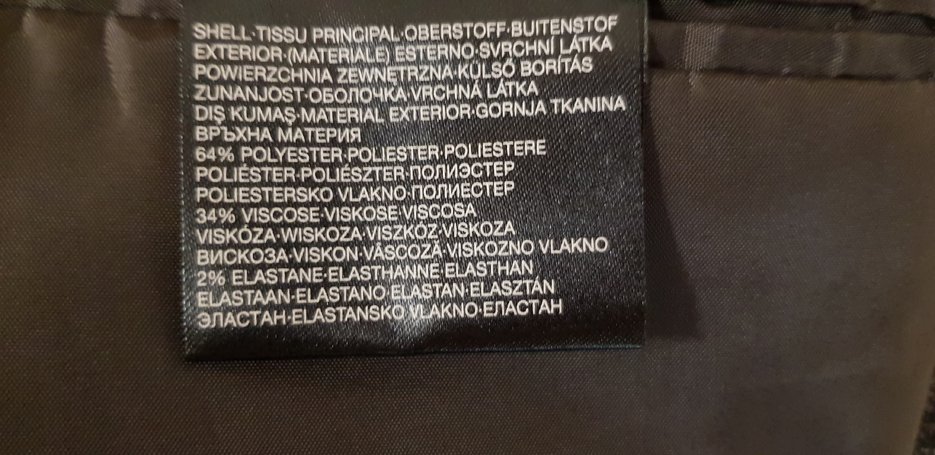 SHELL·TISSU PRINCIPAL·OBERSTOFF·BUITENSTOF
EXTERIOR·(MATERIALE) ESTERNO·SVRCHNÍ LÁTKA
POWIERZCHNIA ZEWNĘTRZNA·KÜLSŐ BORÍTÁS
ZUNANJOST·ОБОЛОЧКА·VRCHNÁ LÁTKA
DIŞ KUMAŞ·MATERIAL EXTERIOR·GORNJA TKANINA
ВРЪХНА МАТЕРИЯ
64% POLYESTER·POLIESTER·POLIESTERE
POLIÉSTER·POLIÉSZTER·ПОЛИЭСТЕР
POLIESTERSKO VLAKNO·ПОЛИЕСТЕР
34% VISCOSE·VISKOSE·VISCOSA
VISKÓZA·WISKOZA·VISZKÓZ·VISKOZA
ВИСКОЗА·VISKON·VÂSCOZĂ·VISKOZNO VLAKNO
2% ELASTANE·ELASTHANNE·ELASTHAN
ELASTAAN·ELASTANO·ELASTAN·ELASZTÁN
ЭЛАСТАН·ELASTANSKO VLAKNO·ЕЛАСТАН